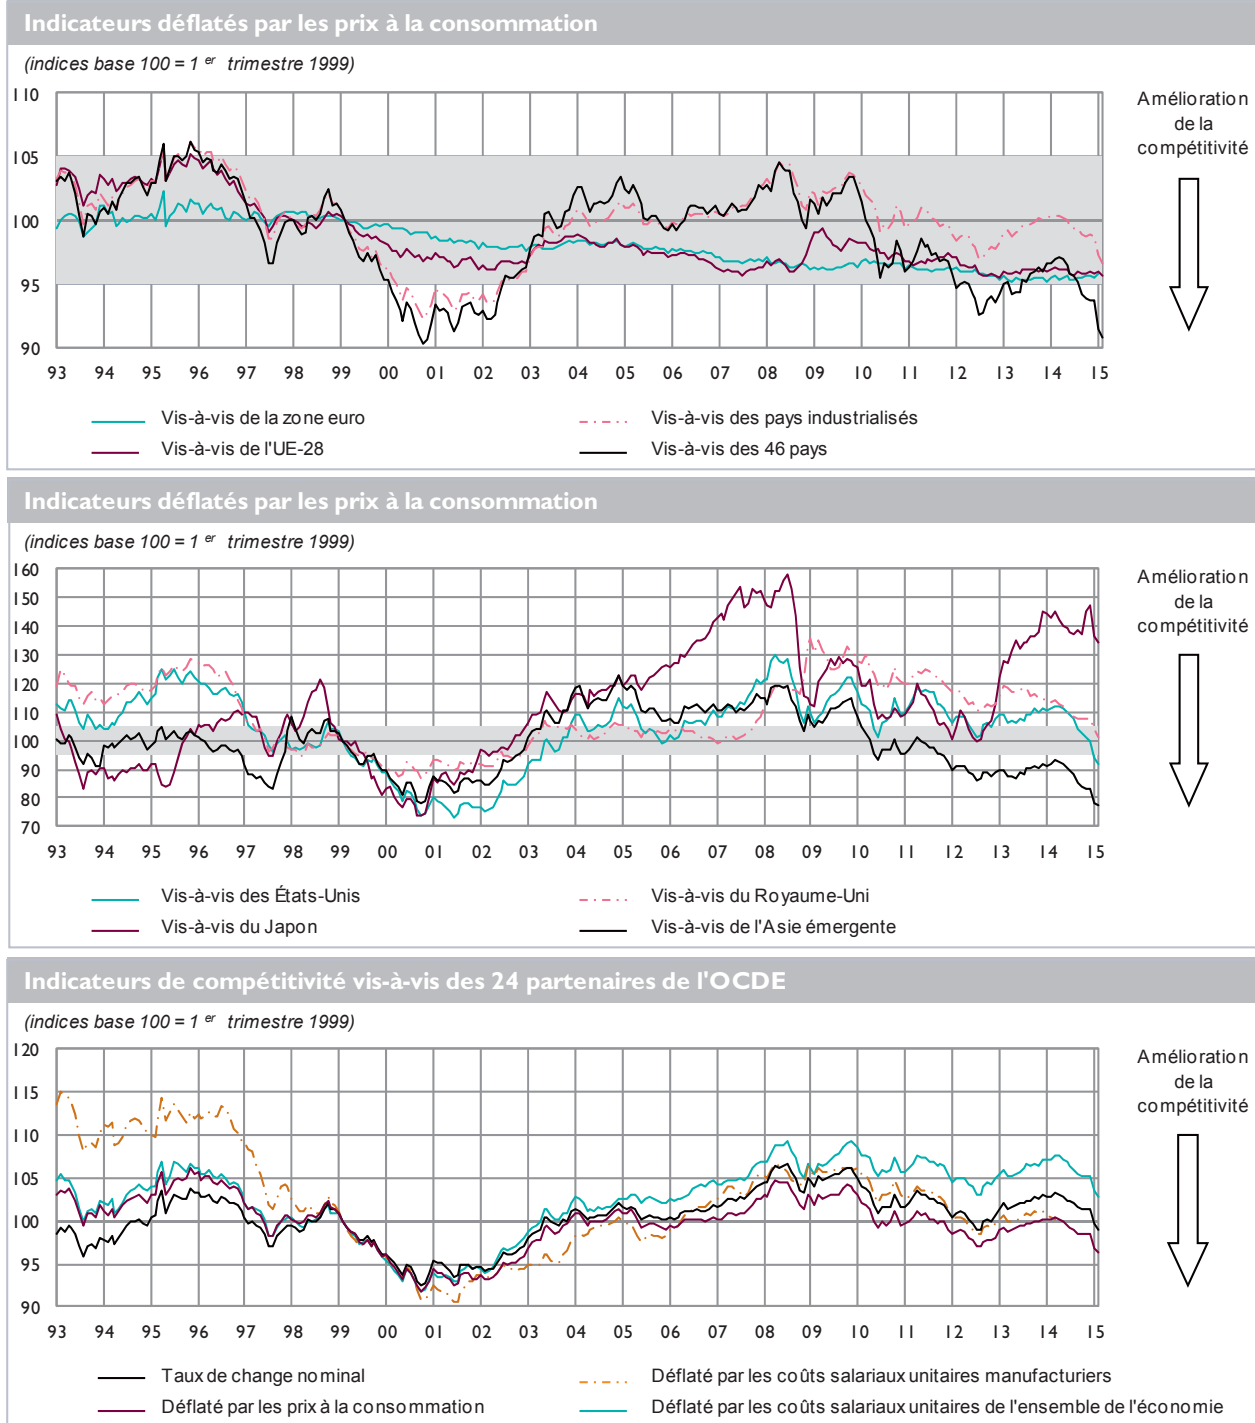 Indicateurs déflatés par les prix à la consommation
(indices base 100 = 1 er trimestre 1999)
110
105
100
95
90
93 94 95 96 97 98 99 00 01 02 03 04 05 06 07 08 09 10 11 12 13 14 15
Amélioration
de la
compétitivité
Vis-à-vis de la zone euro
Vis-à-vis des pays industrialisés
Vis-à-vis de l'UE-28
Vis-à-vis des 46 pays
Indicateurs déflatés par les prix à la consommation
(indices base 100 = 1 er trimestre 1999)
160
150
140
130
120
110
100
90
80
70
93 94 95 96 97 98 99 00 01 02 03 04 05 06 07 08 09 10 11 12 13 14 15
Amélioration
de la
compétitivité
Vis-à-vis des États-Unis
Vis-à-vis du Royaume-Uni
Vis-à-vis du Japon
Vis-à-vis de l'Asie émergente
Indicateurs de compétitivité vis-à-vis des 24 partenaires de l'OCDE
(indices base 100 = 1 er trimestre 1999)
120
115
110
105
100
95
90
93 94 95 96 97 98 99 00 01 02 03 04 05 06 07 08 09 10 11 12 13 14 15
Amélioration
de la
compétitivité
Taux de change nominal
Déflaté par les coûts salariaux unitaires manufacturiers
Déflaté par les prix à la consommation
Déflaté par les coûts salariaux unitaires de l'ensemble de l'économie